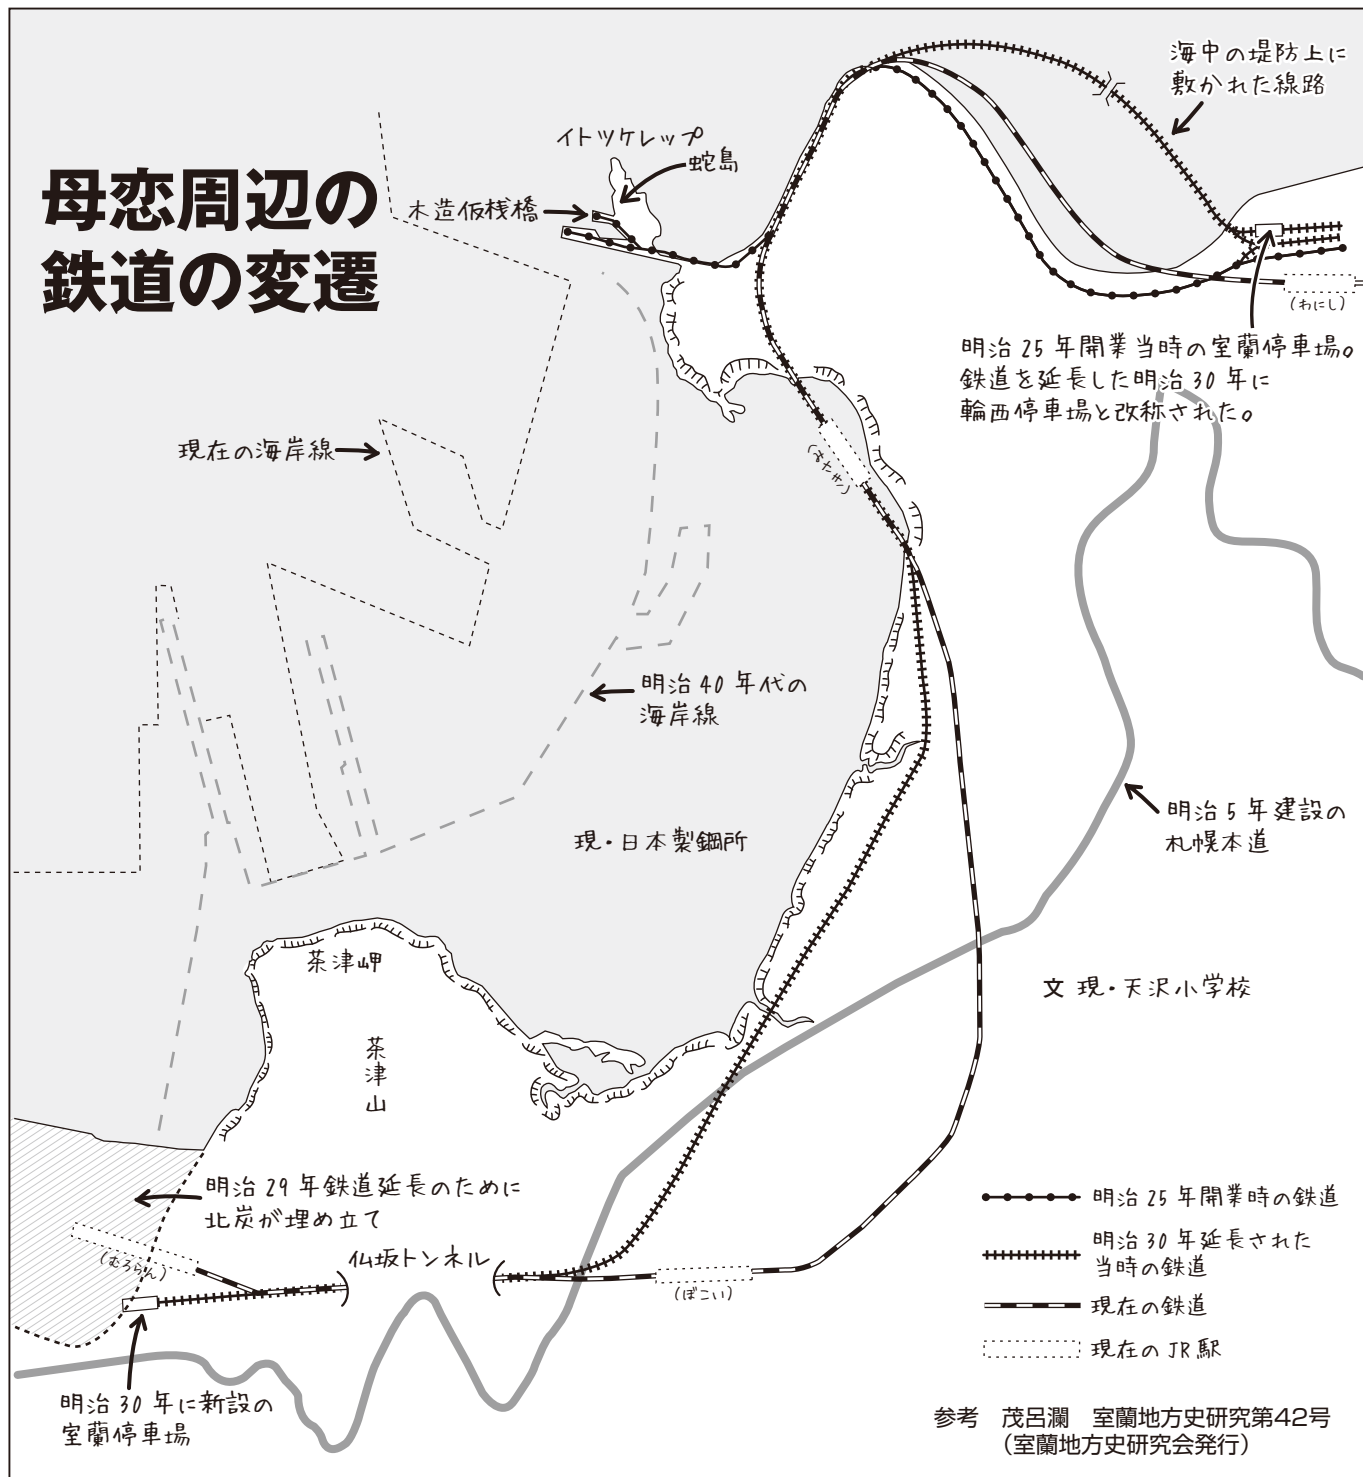 母恋周辺の
鉄道の変遷
海中の堤防上に
敷かれた線路
イトツケレップ
蛇島
木造仮桟橋
(わにし)
明治25年開業当時の室蘭停車場。
鉄道を延長した明治30年に
輪西停車場と改称された。
現在の海岸線
(みさき)
明治40年代の
海岸線
現・日本製鋼所
明治5年建設の
札幌本道
茶津岬
文 現・天沢小学校
茶津山
明治29年鉄道延長のために
北炭が埋め立て
(むろらん)
仏坂トンネル
(ぼこい)
明治30年に新設の
室蘭停車場
明治25年開業時の鉄道
明治30年延長された
当時の鉄道
現在の鉄道
現在のJR駅
参考 茂呂瀾 室蘭地方史研究第42号
(室蘭地方史研究会発行)